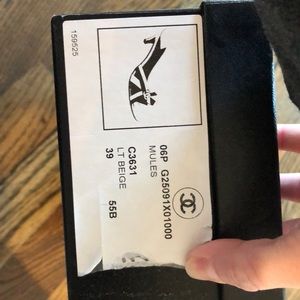 159525
06P G25091X01000
MULES
C3631
LT BEIGE
39 55B